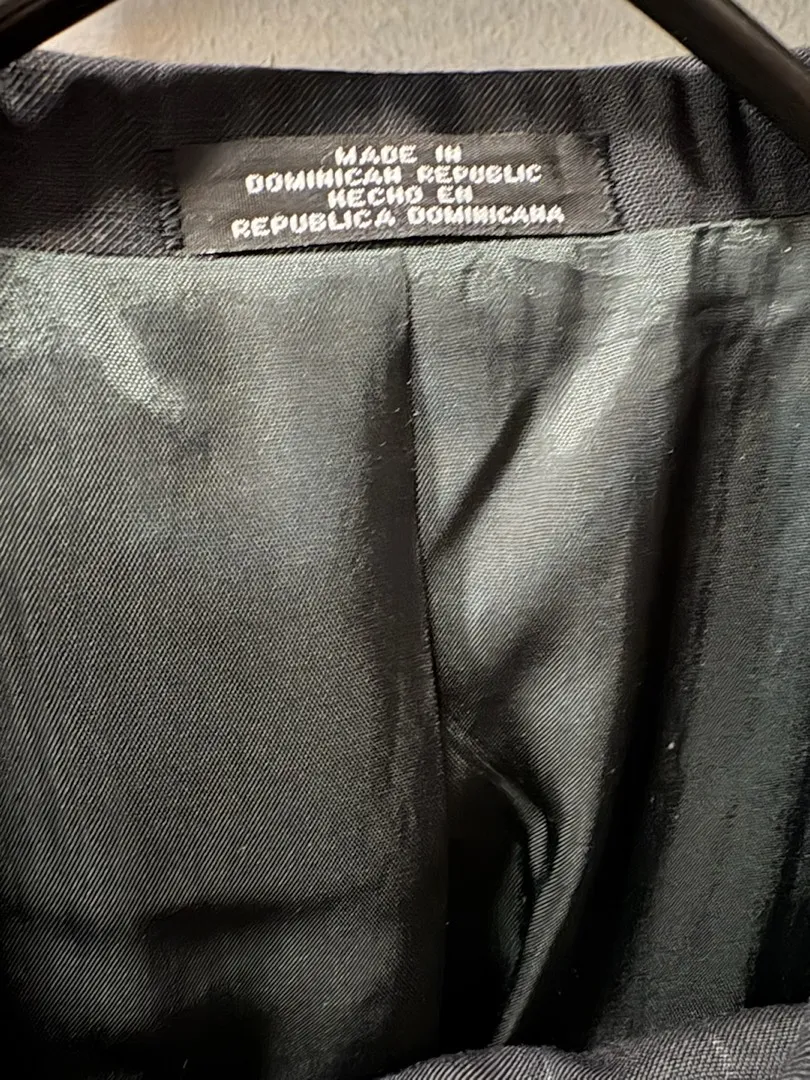 MADE IN
DOMINICAN REPUBLIC
HECHO EN
REPUBLICA DOMINICANA